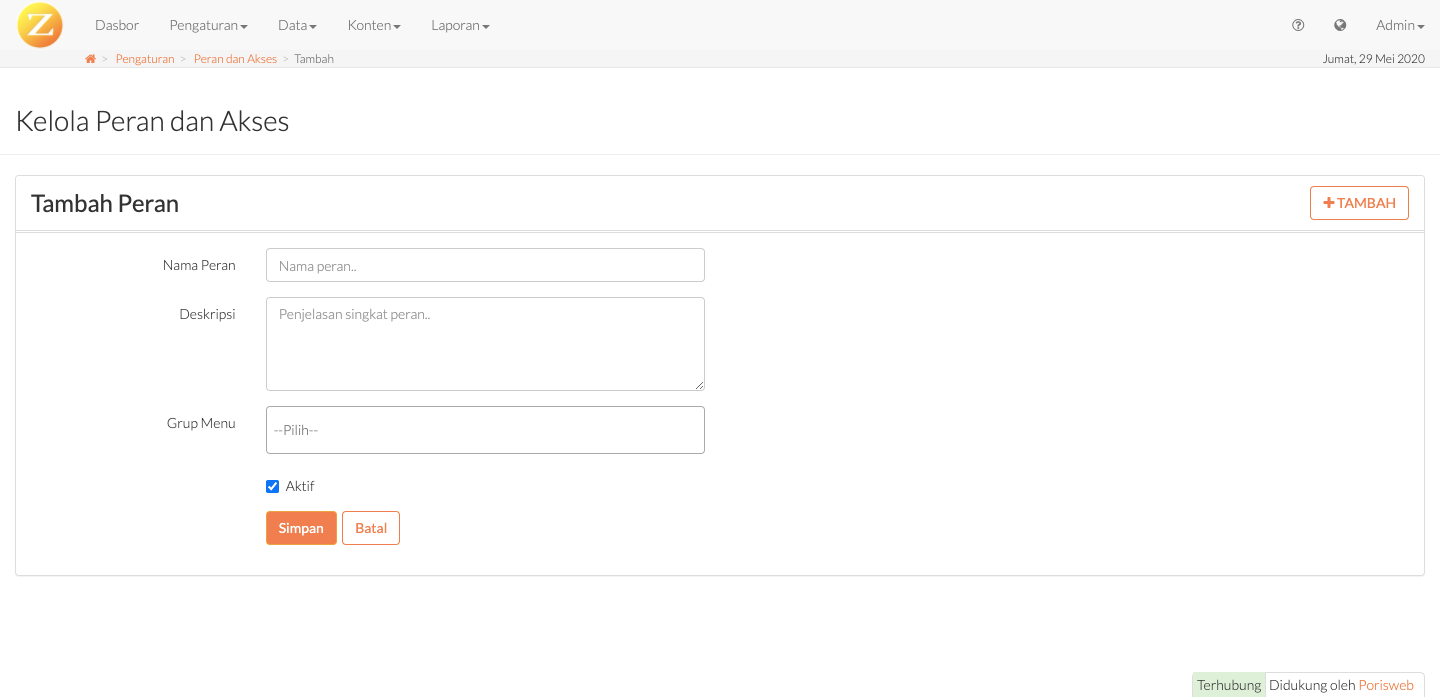 Z Dasbor Pengaturan Data Konten Laporan Admin
> Pengaturan > Peran dan Akses > Tambah Jumat, 29 Mei 2020
Kelola Peran dan Akses
Tambah Peran TAMBAH
Nama Peran Nama peran..
Deskripsi Penjelasan singkat peran..
Grup Menu --Pilih--
Aktif
Simpan Batal
Terhubung Didukung oleh Porisweb